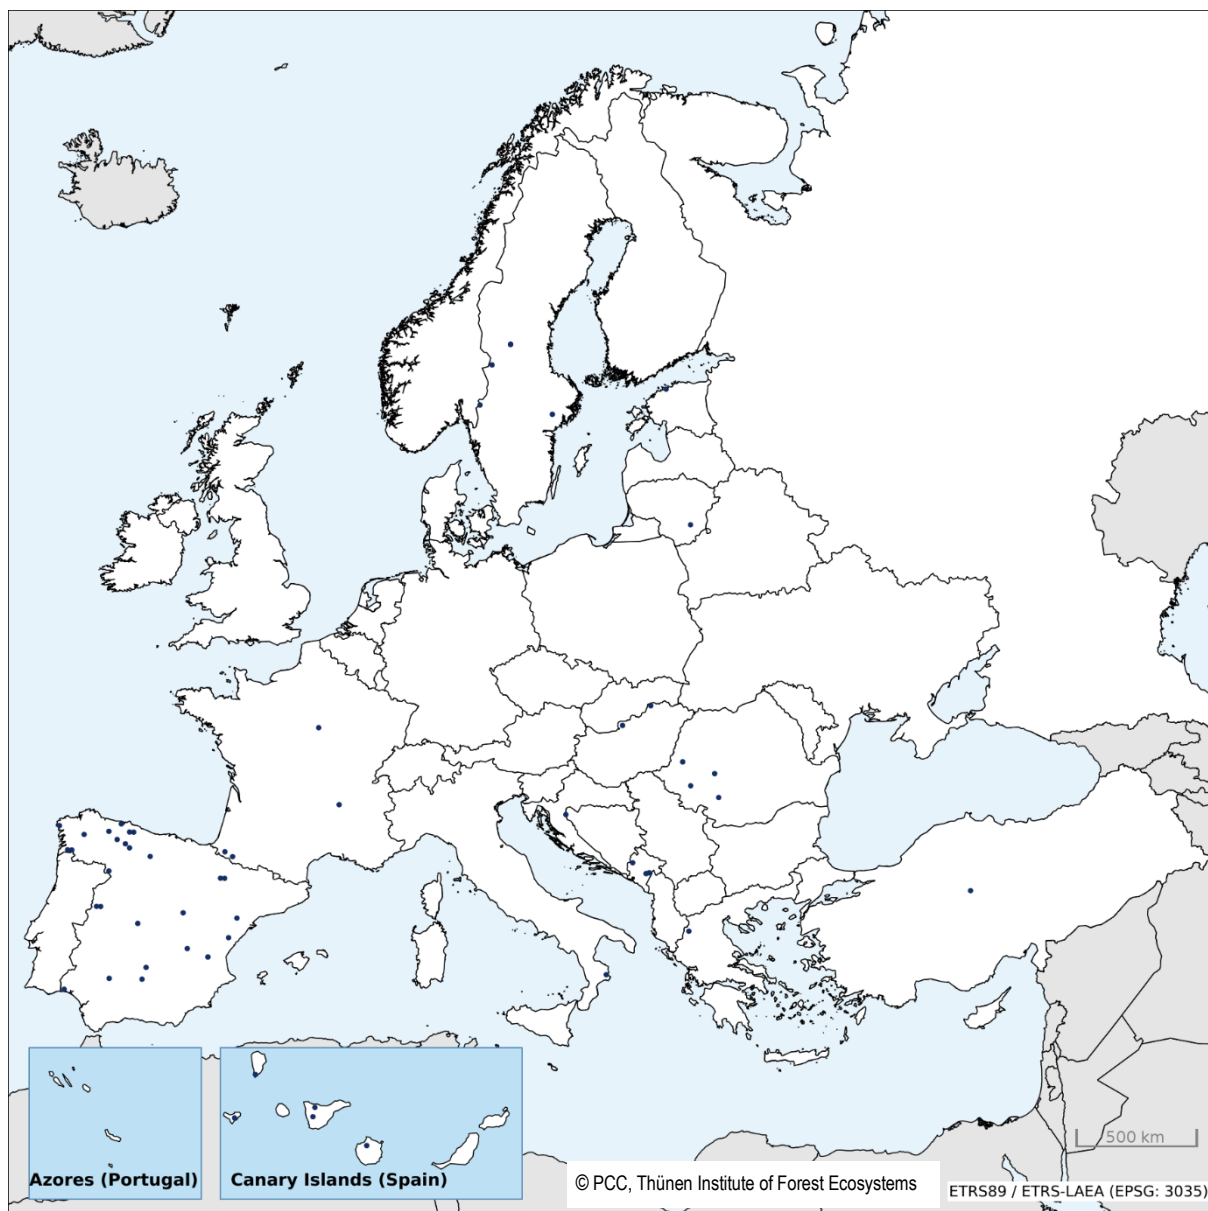 500 km
Azores (Portugal)
Canary Islands (Spain)
© PCC, Thünen Institute of Forest Ecosystems
ETRS89 / ETRS-LAEA (EPSG: 3035)